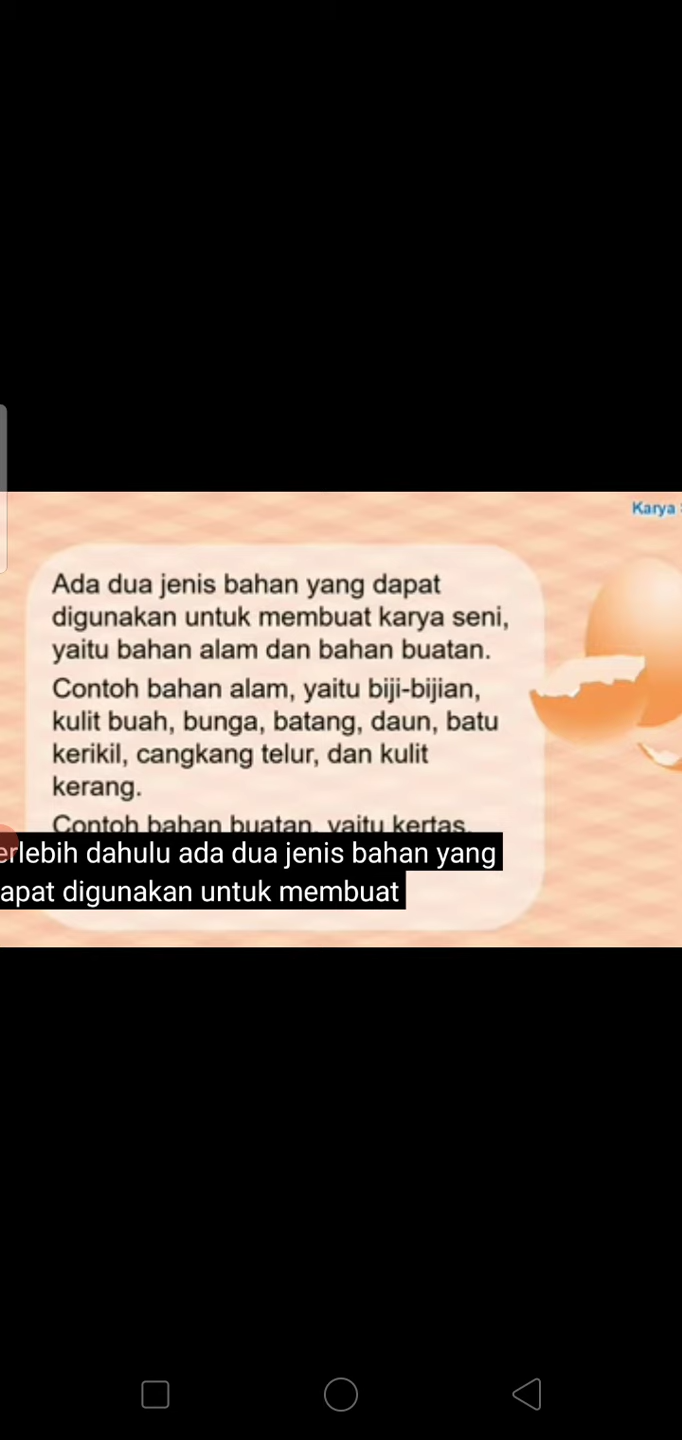 Karya
Ada dua jenis bahan yang dapat
digunakan untuk membuat karya seni,
yaitu bahan alam dan bahan buatan.
Contoh bahan alam, yaitu biji-bijian,
kulit buah, bunga, batang, daun, batu
kerikil, cangkang telur, dan kulit
kerang.
Contoh bahan buatan, yaitu kertas,
erlebih dahulu ada dua jenis bahan yang
apat digunakan untuk membuat